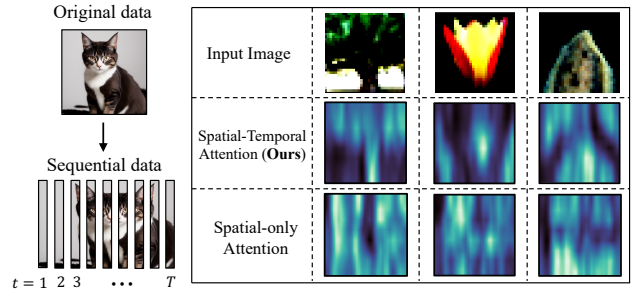 Original data
Sequential data
t = 1 2 3 ••• T
Input Image
Spatial-Temporal
Attention (Ours)
Spatial-only
Attention